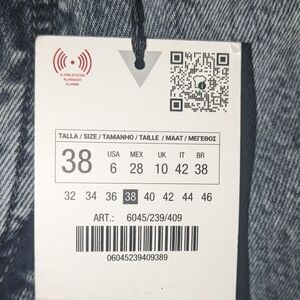 ALARM SYSTEM
ALARMADO
ALARME
TALLA / SIZE / TAMANHO / TAILLE / MAAT / ΜΕΓΕΘΟΣ
38
USA MEX UK IT BR
6 28 10 42 38
32 34 36 38 40 42 44 46
ART.: 6045/239/409
06045239409389